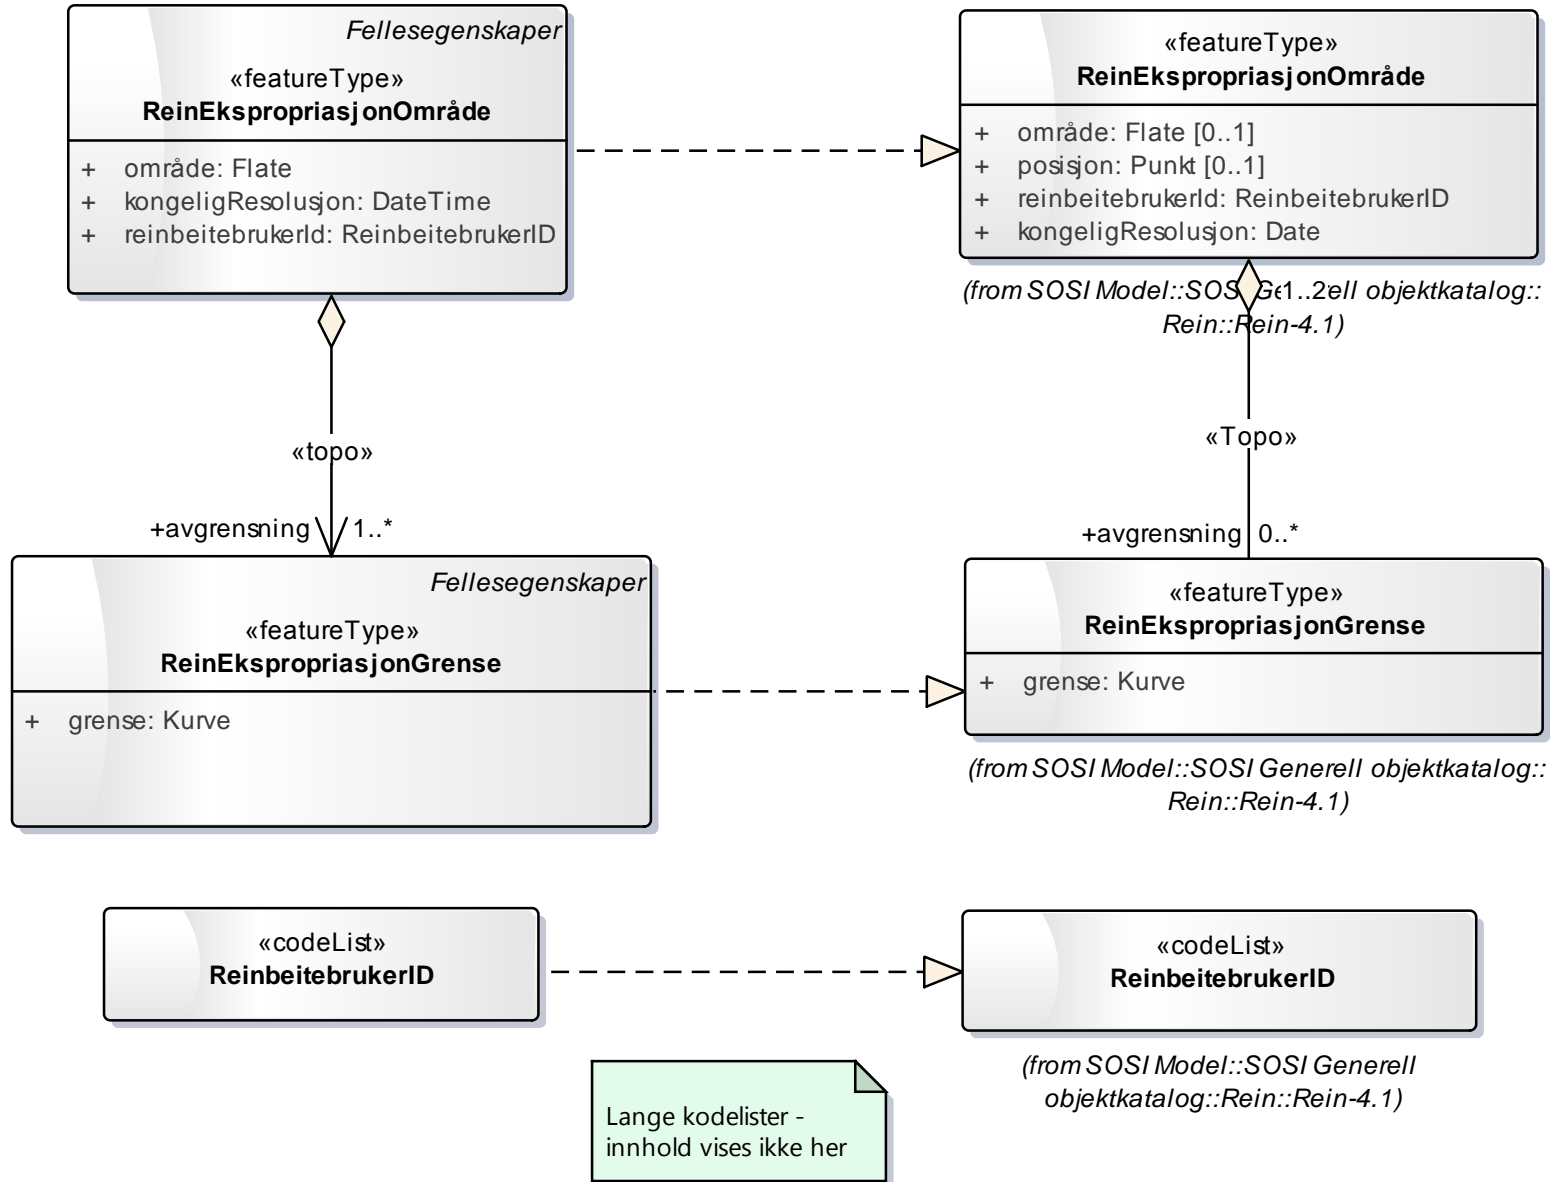 Fellesegenskaper
«featureType»
ReinEkspropriasjonOmråde
+ område: Flate
+ kongeligResolusjon: DateTime
+ reinbeitebrukerId: ReinbeitebrukerID
«featureType»
ReinEkspropriasjonOmråde
+ område: Flate [0..1]
+ posisjon: Punkt [0..1]
+ reinbeitebrukerId: ReinbeitebrukerID
+ kongeligResolusjon: Date
(from SOSI Model::SOSI Generell objektkatalog::
Rein::Rein-4.1)
1..2
«topo»
+avgrensning 1..*
«Topo»
+avgrensning 0..*
Fellesegenskaper
«featureType»
ReinEkspropriasjonGrense
+ grense: Kurve
«featureType»
ReinEkspropriasjonGrense
+ grense: Kurve
(from SOSI Model::SOSI Generell objektkatalog::
Rein::Rein-4.1)
«codeList»
ReinbeitebrukerID
«codeList»
ReinbeitebrukerID
(from SOSI Model::SOSI Generell
objektkatalog::Rein::Rein-4.1)
Lange kodelister -
innhold vises ikke her